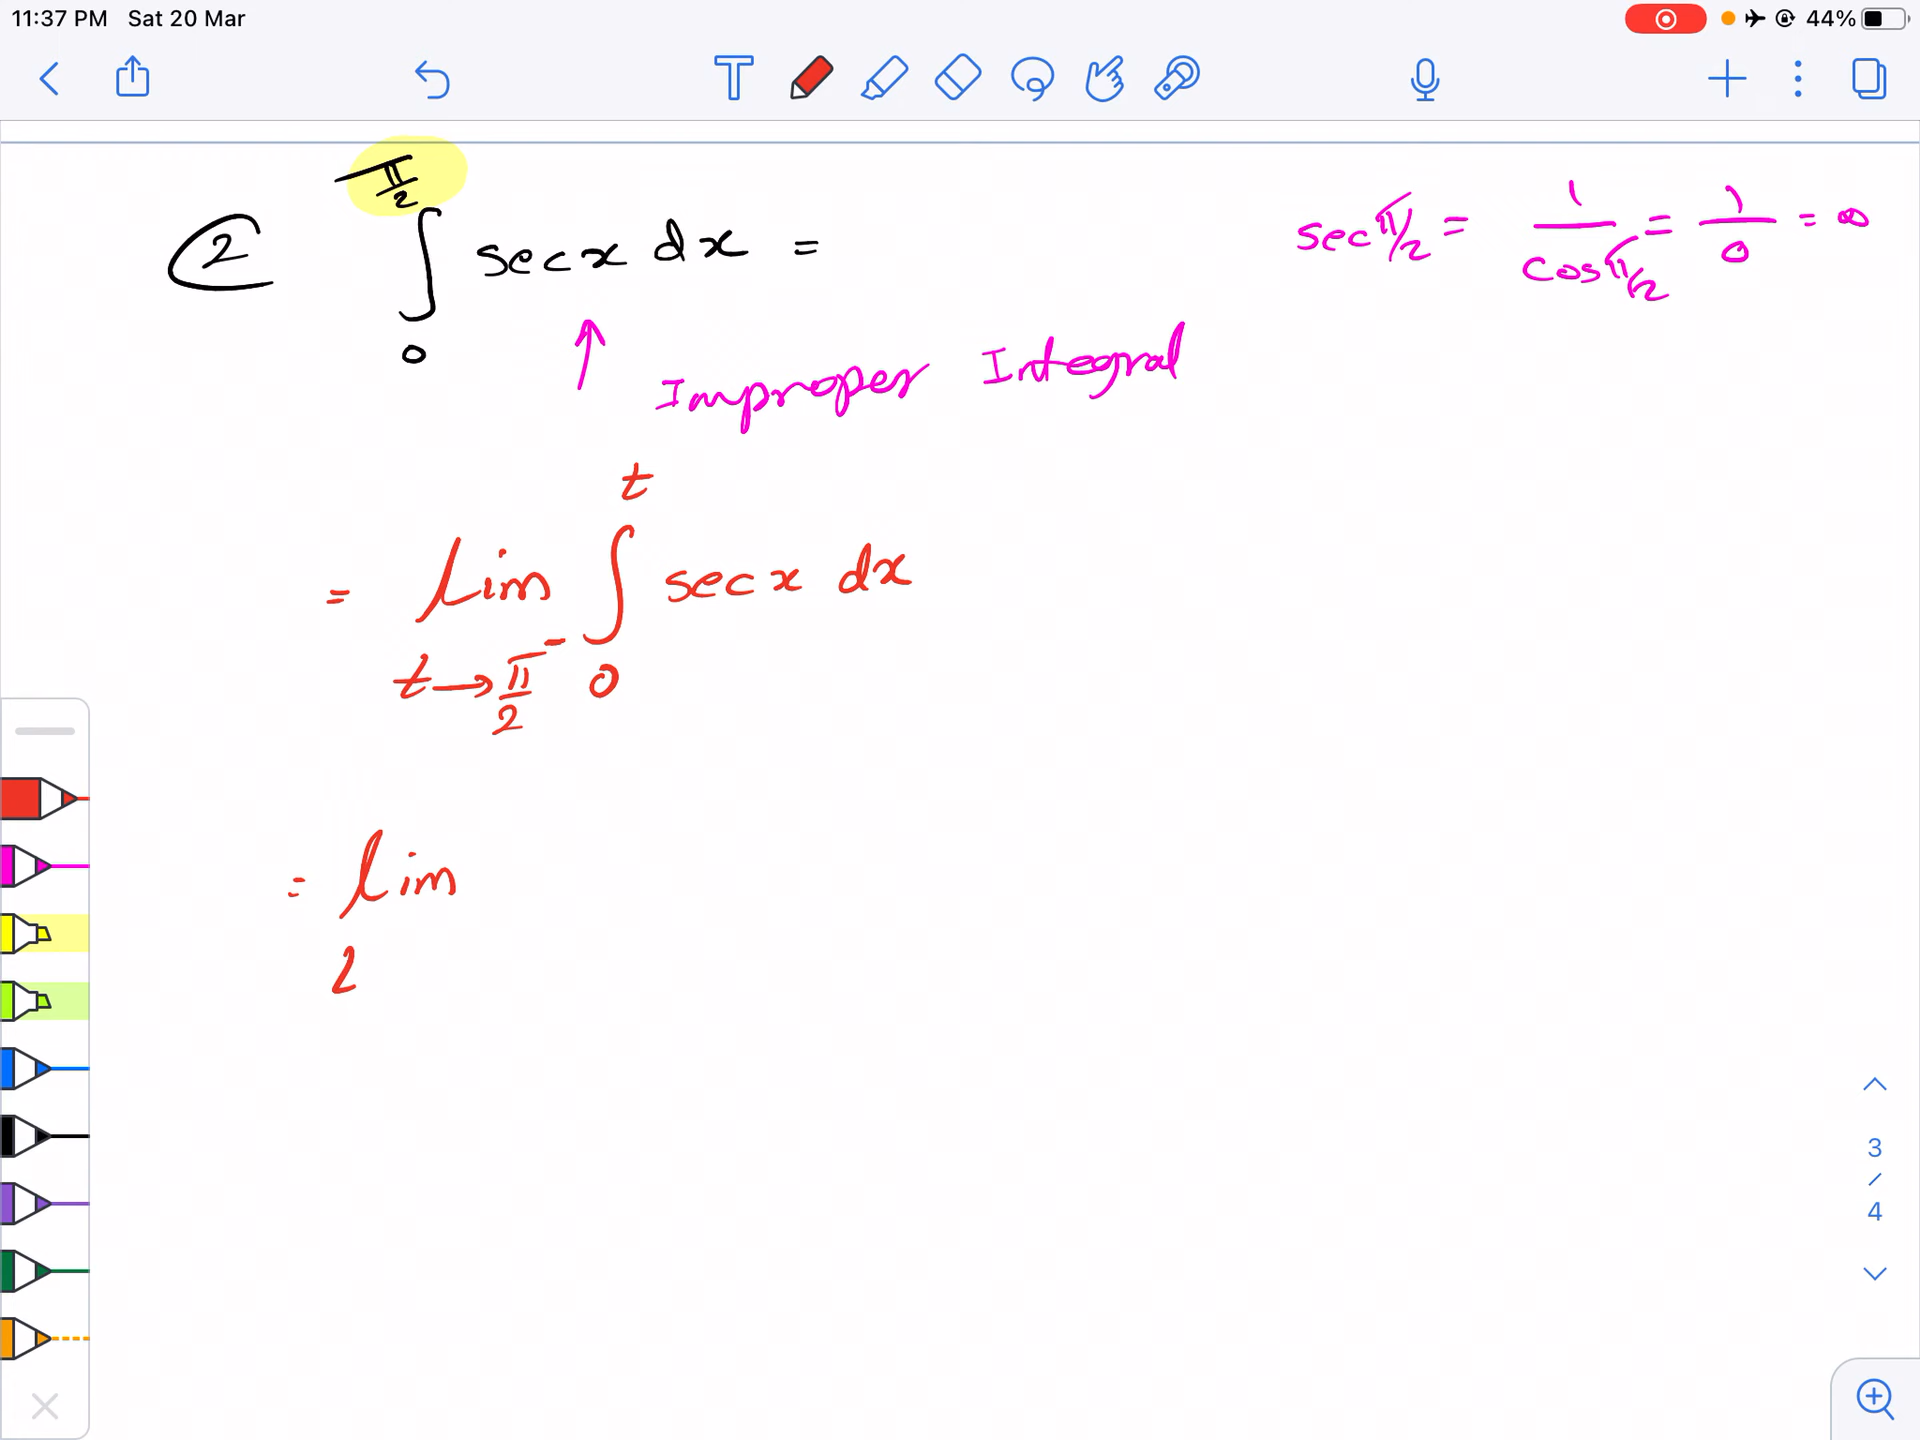 11:37 PM Sat 20 Mar 44%
T
② ∫₀^(π/2) sec x dx =
sec π/2 = 1/(cos π/2) = 1/0 = ∞
↑ Improper Integral
= lim_(t→π/2⁻) ∫₀^t sec x dx
= lim
3
/
4